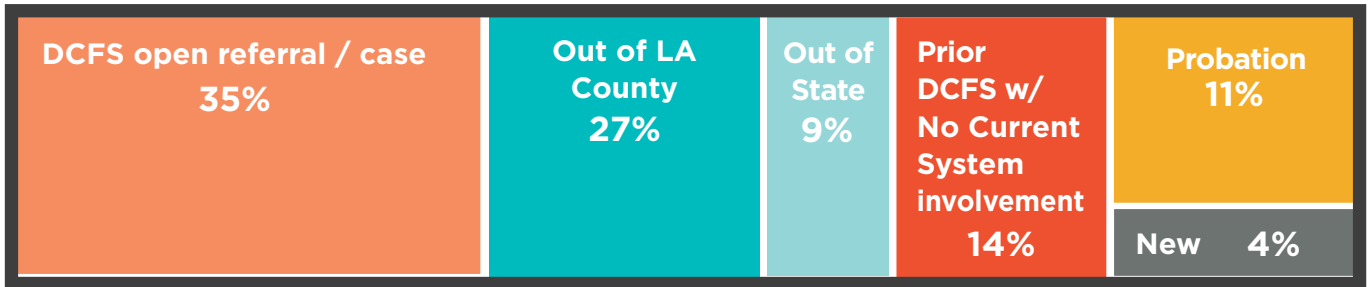 DCFS open referral / case
35%
Out of LA
County
27%
Out of
State
9%
Prior
DCFS w/
No Current
System
involvement
14%
Probation
11%
New 4%